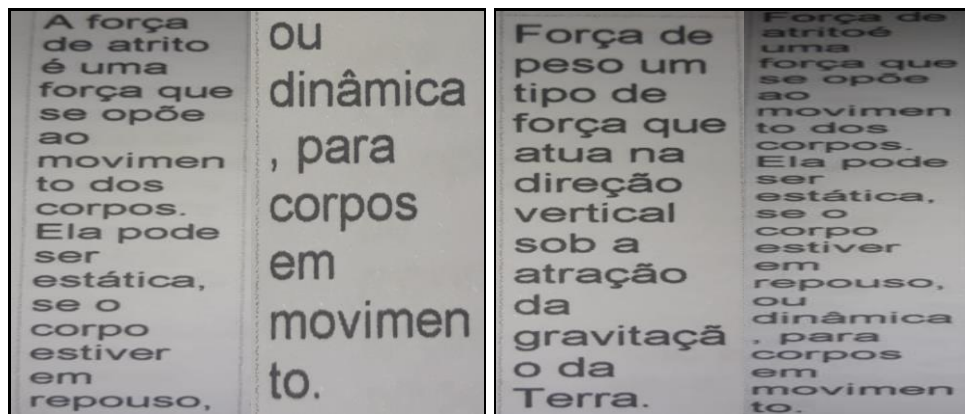 A força
de atrito
é uma
força que
se opõe
ao
movimen
to dos
corpos.
Ela pode
ser
estática,
se o
corpo
estiver
em
repouso,
ou
dinâmica
, para
corpos
em
movimen
to.
Força de
peso um
tipo de
força que
atua na
direção
vertical
sob a
atração
da
gravitaçã
o da
Terra.
Força de
atritoé
uma
força que
se opõe
ao
movimen
to dos
corpos.
Ela pode
ser
estática,
se o
corpo
estiver
em
repouso,
ou
dinâmica
, para
corpos
em
movimen
to.